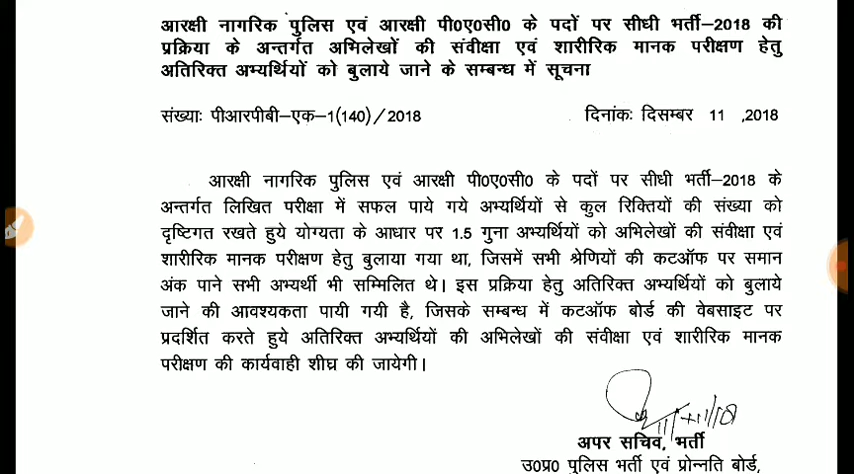 आरक्षी नागरिक पुलिस एवं आरक्षी पी0ए0सी0 के पदों पर सीधी भर्ती–2018 की
प्रक्रिया के अन्तर्गत अभिलेखों की संवीक्षा एवं शारीरिक मानक परीक्षण हेतु
अतिरिक्त अभ्यर्थियों को बुलाये जाने के सम्बन्ध में सूचना
संख्याः पीआरपीबी–एक–1(140)/2018 दिनांकः दिसम्बर 11 ,2018
आरक्षी नागरिक पुलिस एवं आरक्षी पी0ए0सी0 के पदों पर सीधी भर्ती–2018 के
अन्तर्गत लिखित परीक्षा में सफल पाये गये अभ्यर्थियों से कुल रिक्तियों की संख्या को
दृष्टिगत रखते हुये योग्यता के आधार पर 1.5 गुना अभ्यर्थियों को अभिलेखों की संवीक्षा एवं
शारीरिक मानक परीक्षण हेतु बुलाया गया था, जिसमें सभी श्रेणियों की कटऑफ पर समान
अंक पाने सभी अभ्यर्थी भी सम्मिलित थे। इस प्रक्रिया हेतु अतिरिक्त अभ्यर्थियों को बुलाये
जाने की आवश्यकता पायी गयी है, जिसके सम्बन्ध में कटऑफ बोर्ड की वेबसाइट पर
प्रदर्शित करते हुये अतिरिक्त अभ्यर्थियों की अभिलेखों की संवीक्षा एवं शारीरिक मानक
परीक्षण की कार्यवाही शीघ्र की जायेगी।
अपर सचिव, भर्ती
उ0प्र0 पुलिस भर्ती एवं प्रोन्नति बोर्ड,